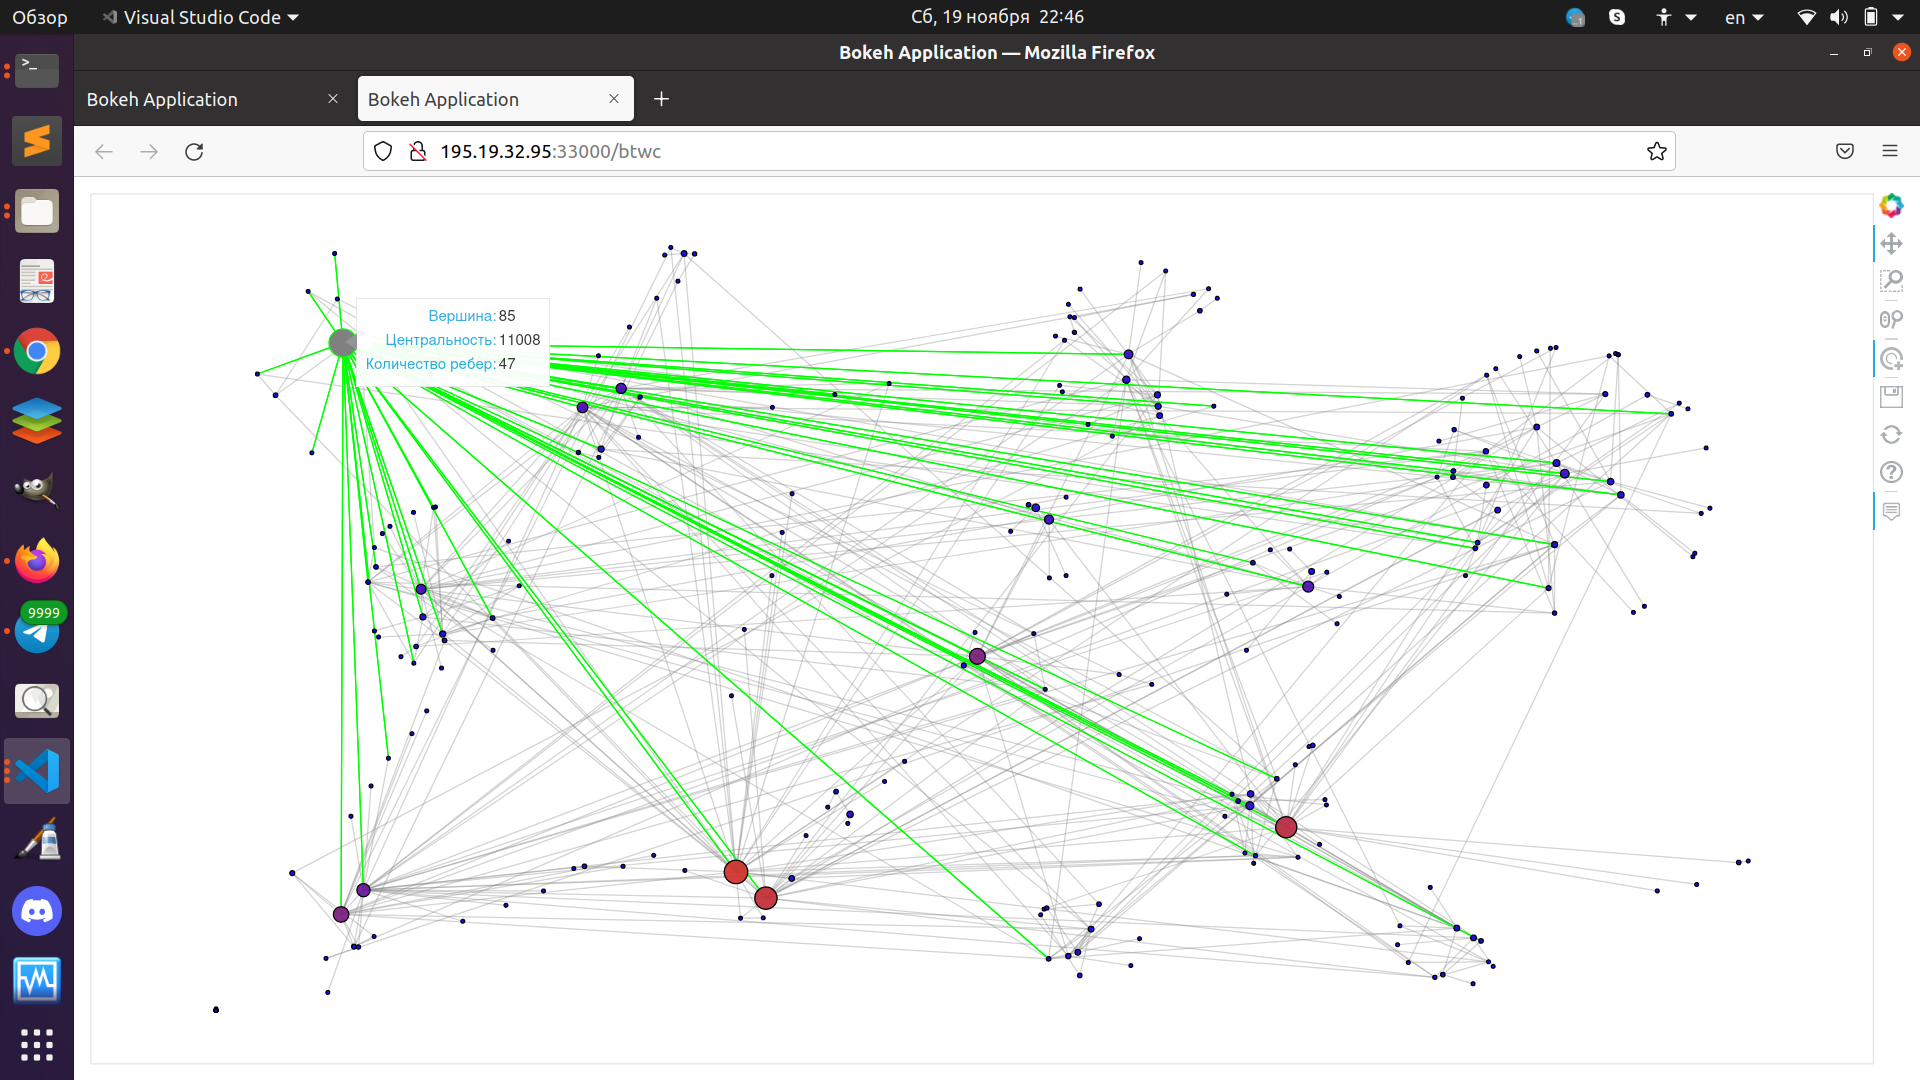 Обзор
Visual Studio Code
Сб, 19 ноября 22:46
en
Bokeh Application — Mozilla Firefox
Bokeh Application
Bokeh Application
195.19.32.95:33000/btwc
Вершина: 85
Центральность: 11008
Количество ребер: 47
9999